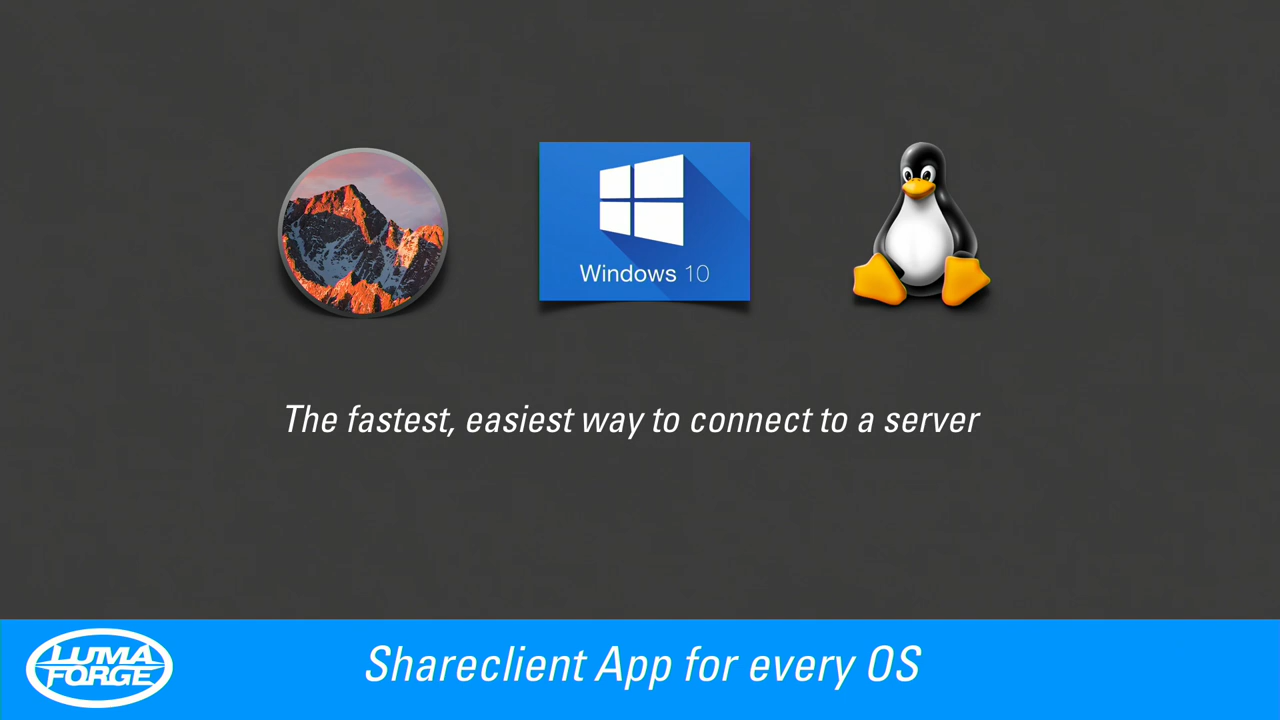 Windows 10
The fastest, easiest way to connect to a server
LUMA
FORGE
Shareclient App for every OS